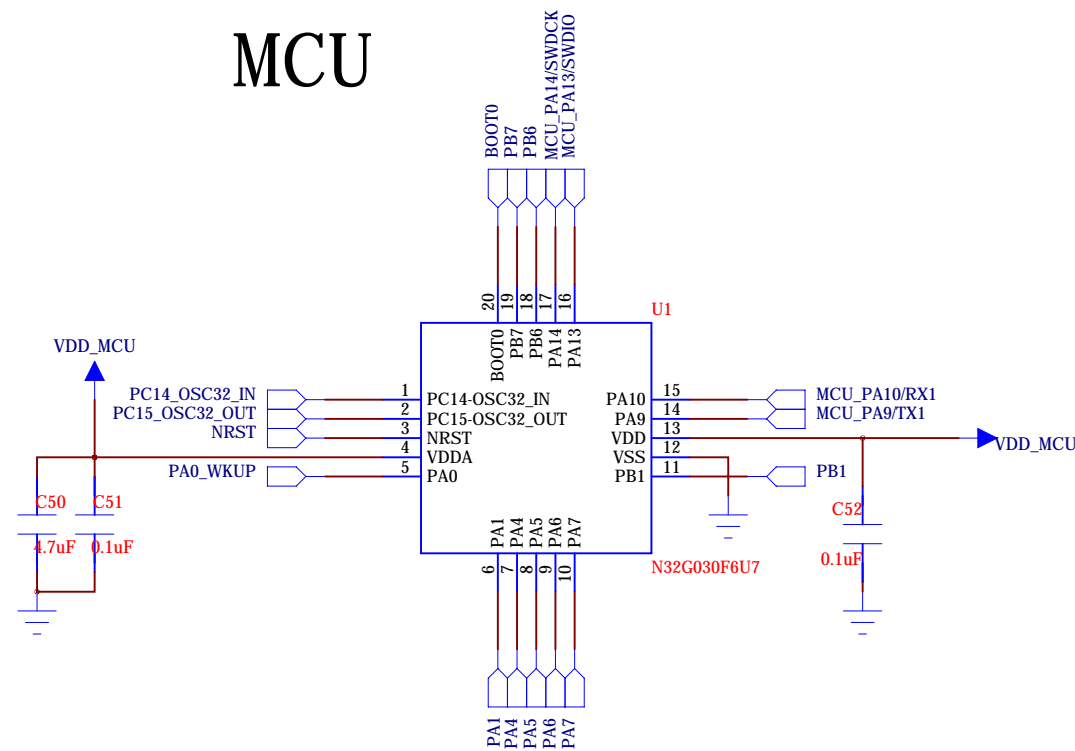 MCU
BOOT0
PB7
PB6
MCU_PA14/SWDCK
MCU_PA13/SWDIO
20
19
18
17
16
U1
BOOT0
PB7
PB6
PA14
PA13
VDD_MCU
PC14_OSC32_IN
PC15_OSC32_OUT
NRST
PA0_WKUP
1
2
3
4
5
PC14-OSC32_IN
PC15-OSC32_OUT
NRST
VDDA
PA0
PA10
PA9
VDD
VSS
PB1
15
14
13
12
11
MCU_PA10/RX1
MCU_PA9/TX1
VDD_MCU
PB1
C50
4.7uF
C51
0.1uF
C52
0.1uF
PA1
PA4
PA5
PA6
PA7
6
7
8
9
10
N32G030F6U7
PA1
PA4
PA5
PA6
PA7